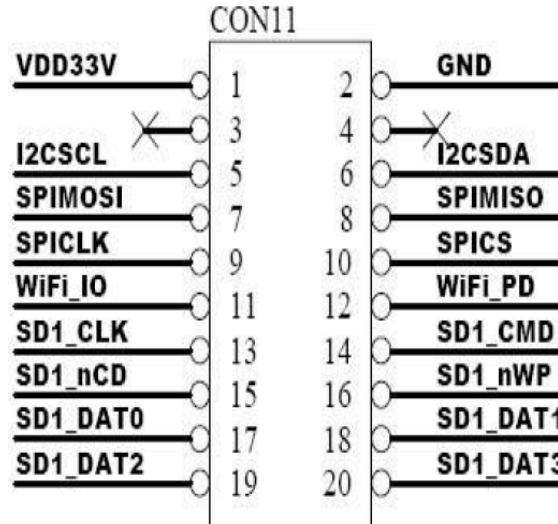 CON11
VDD33V 1 2 GND
3 4
I2CSCL 5 6 I2CSDA
SPIMOSI 7 8 SPIMISO
SPICLK 9 10 SPICS
WiFi_IO 11 12 WiFi_PD
SD1_CLK 13 14 SD1_CMD
SD1_nCD 15 16 SD1_nWP
SD1_DAT0 17 18 SD1_DAT1
SD1_DAT2 19 20 SD1_DAT3